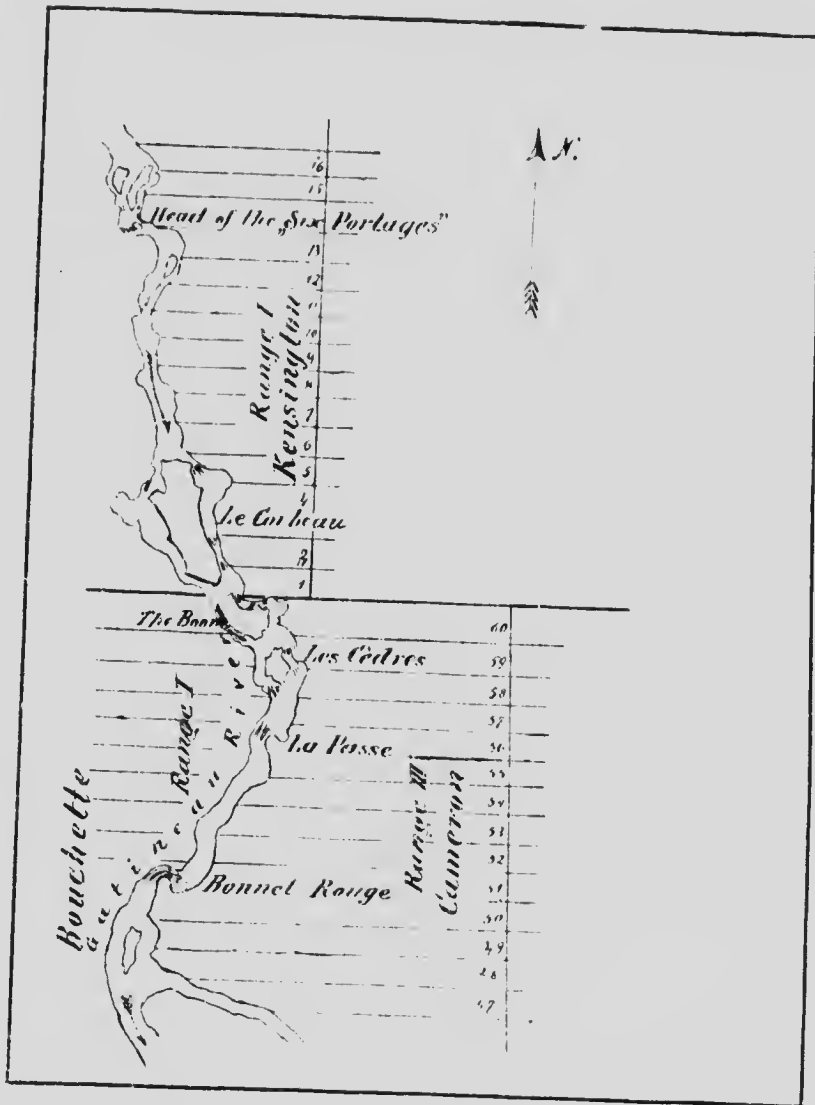 N.
16
15
Head of the „Six Portages"
13
12
11
10
9
8
7
6
5
4
Range I
Kensington
Le Corbeau
2
1
The Boom
60
Les Cèdres
59
58
57
La Passe
56
55
54
53
52
51
50
49
48
47
Range I
Gatineau River
Bouchette
Range III
Cameron
Bonnet Rouge